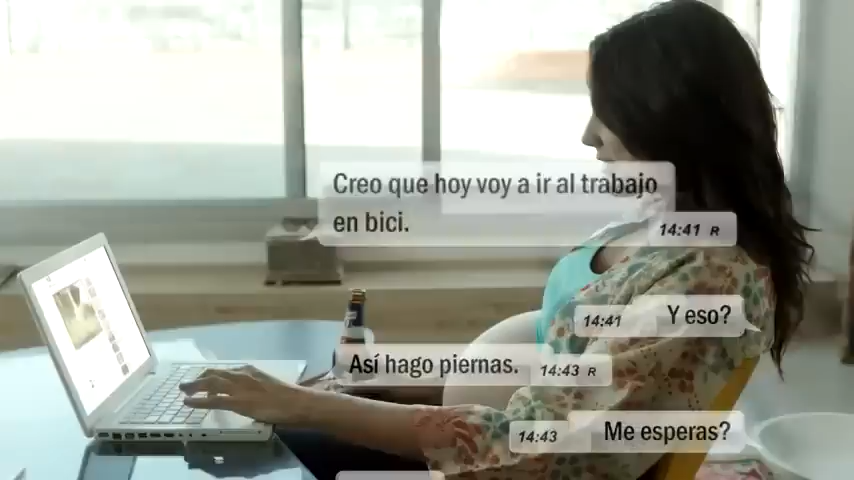 Creo que hoy voy a ir al trabajo
en bici.
14:41 R
14:41 Y eso?
Así hago piernas. 14:43 R
14:43 Me esperas?